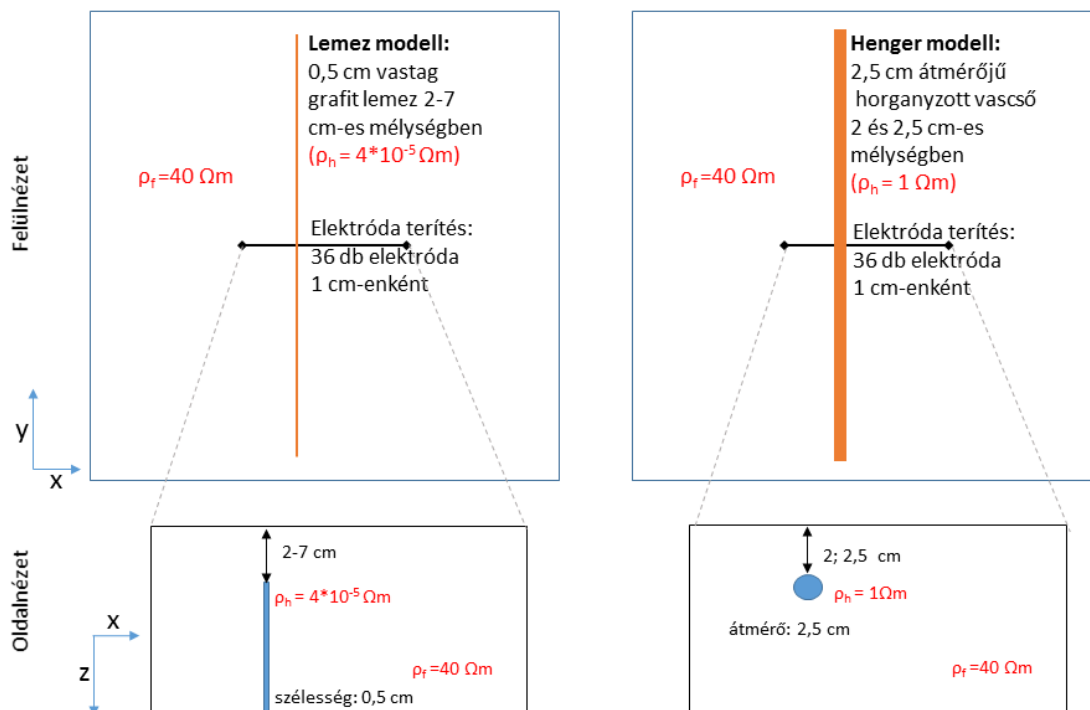 Felülnézet
Lemez modell:
0,5 cm vastag
grafit lemez 2-7
cm-es mélységben
(ρh = 4*10-5 Ωm)
ρf=40 Ωm
Elektróda terítés:
36 db elektróda
1 cm-enként
y
x
Henger modell:
2,5 cm átmérőjű
horganyzott vascső
2 és 2,5 cm-es
mélységben
(ρh = 1 Ωm)
ρf=40 Ωm
Elektróda terítés:
36 db elektróda
1 cm-enként
Oldalnézet
x
z
2-7 cm
ρh = 4*10-5 Ωm
ρf =40 Ωm
szélesség: 0,5 cm
2; 2,5 cm
ρh = 1Ωm
átmérő: 2,5 cm
ρf =40 Ωm